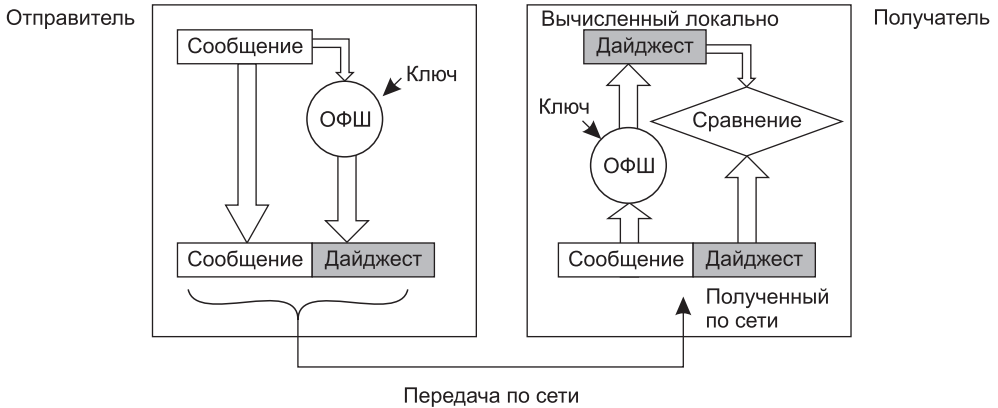 Отправитель
Сообщение
Ключ
ОФШ
Сообщение
Дайджест
Вычисленный локально
Получатель
Дайджест
Ключ
Сравнение
ОФШ
Сообщение
Дайджест
Полученный
по сети
Передача по сети